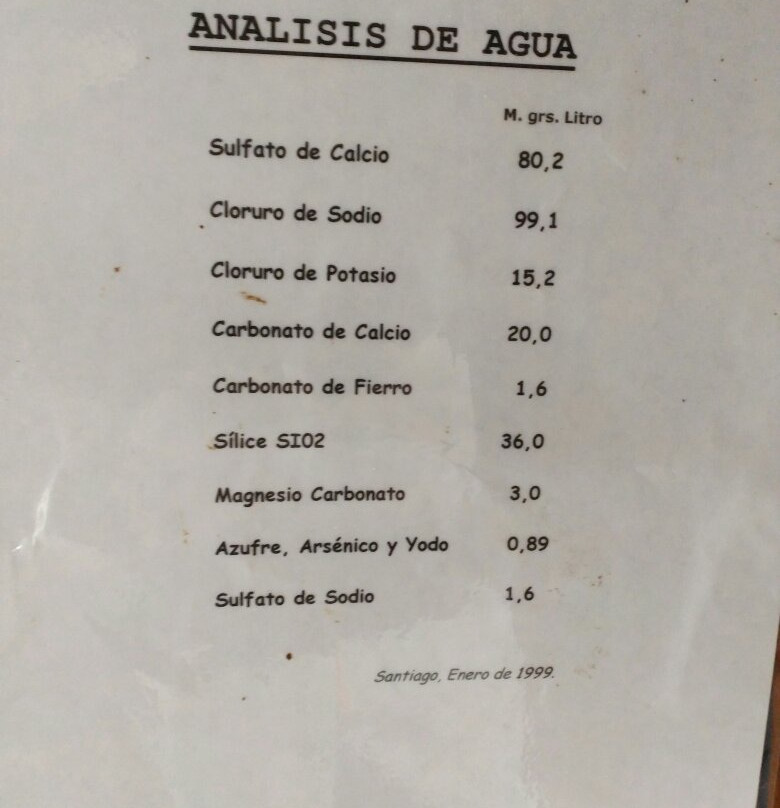 ANALISIS DE AGUA
M. grs. Litro
Sulfato de Calcio 80,2
Cloruro de Sodio 99,1
Cloruro de Potasio 15,2
Carbonato de Calcio 20,0
Carbonato de Fierro 1,6
Sílice SI02 36,0
Magnesio Carbonato 3,0
Azufre, Arsénico y Yodo 0,89
Sulfato de Sodio 1,6
Santiago, Enero de 1999.